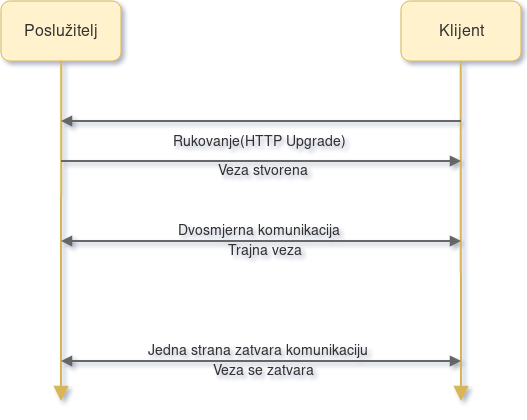 Poslužitelj
Klijent
Rukovanje(HTTP Upgrade)
Veza stvorena
Dvosmjerna komunikacija
Trajna veza
Jedna strana zatvara komunikaciju
Veza se zatvara